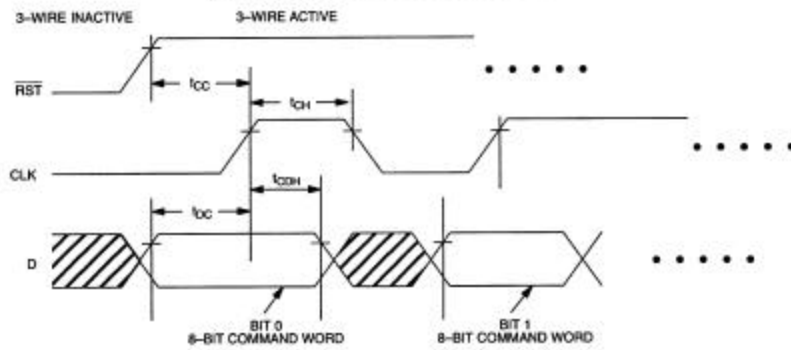 3-WIRE INACTIVE
3-WIRE ACTIVE
RST
tCC
tCH
CLK
tCDH
tDC
D
BIT 0
8-BIT COMMAND WORD
BIT 1
8-BIT COMMAND WORD